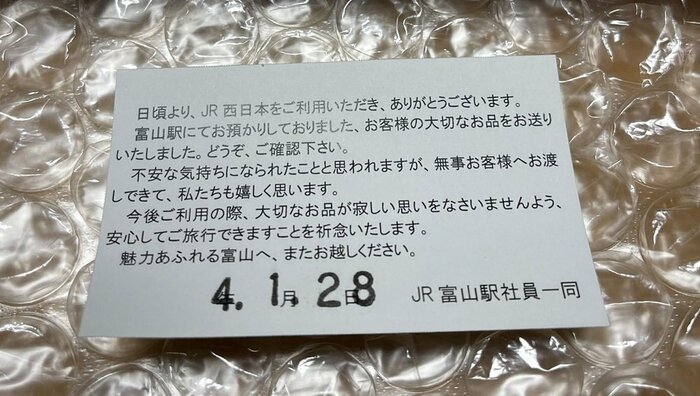 日頃より、JR 西日本をご利用いただき、ありがとうございます。
富山駅にてお預かりしておりました、お客様の大切なお品をお送り
いたしました。どうぞ、ご確認下さい。
不安な気持ちになられたことと思われますが、無事お客様へお渡
しできて、私たちも嬉しく思います。
今後ご利用の際、大切なお品が寂しい思いをなさいませんよう、
安心してご旅行できますことを祈念いたします。
魅力あふれる富山へ、またお越しください。
4年.1月.28日 JR 富山駅社員一同